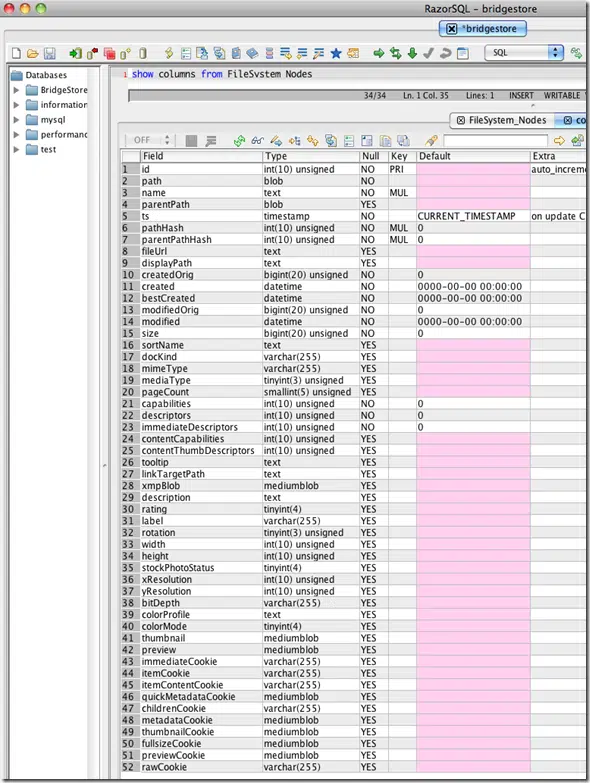 RazorSQL - bridgestore
*bridgestore
SQL
Databases
BridgeStore
information
mysql
performanc
test
1 show columns from FileSystem_Nodes
34/34 Ln. 1 Col. 35 Lines: 1 INSERT WRITABLE
FileSystem_Nodes co
OFF
Field Type Null Key Default Extra
1 id int(10) unsigned NO PRI auto_increme
2 path blob NO
3 name text NO MUL
4 parentPath blob YES
5 ts timestamp NO CURRENT_TIMESTAMP on update C
6 pathHash int(10) unsigned NO MUL 0
7 parentPathHash int(10) unsigned NO MUL 0
8 fileUrl text YES
9 displayPath text YES
10 createdOrig bigint(20) unsigned NO 0
11 created datetime NO 0000-00-00 00:00:00
12 bestCreated datetime NO 0000-00-00 00:00:00
13 modifiedOrig bigint(20) unsigned NO 0
14 modified datetime NO 0000-00-00 00:00:00
15 size bigint(20) unsigned NO 0
16 sortName text YES
17 docKind varchar(255) YES
18 mimeType varchar(255) YES
19 mediaType tinyint(3) unsigned YES
20 pageCount smallint(5) unsigned YES
21 capabilities int(10) unsigned NO 0
22 descriptors int(10) unsigned NO 0
23 immediateDescriptors int(10) unsigned NO 0
24 contentCapabilities int(10) unsigned YES
25 contentThumbDescriptors int(10) unsigned YES
26 tooltip text YES
27 linkTargetPath text YES
28 xmpBlob mediumblob YES
29 description text YES
30 rating tinyint(4) YES
31 label varchar(255) YES
32 rotation tinyint(3) unsigned YES
33 width int(10) unsigned YES
34 height int(10) unsigned YES
35 stockPhotoStatus tinyint(4) YES
36 xResolution int(10) unsigned YES
37 yResolution int(10) unsigned YES
38 bitDepth varchar(255) YES
39 colorProfile text YES
40 colorMode tinyint(4) YES
41 thumbnail mediumblob YES
42 preview mediumblob YES
43 immediateCookie varchar(255) YES
44 itemCookie varchar(255) YES
45 itemContentCookie varchar(255) YES
46 quickMetadataCookie mediumblob YES
47 childrenCookie varchar(255) YES
48 metadataCookie mediumblob YES
49 thumbnailCookie mediumblob YES
50 fullsizeCookie mediumblob YES
51 previewCookie mediumblob YES
52 rawCookie varchar(255) YES